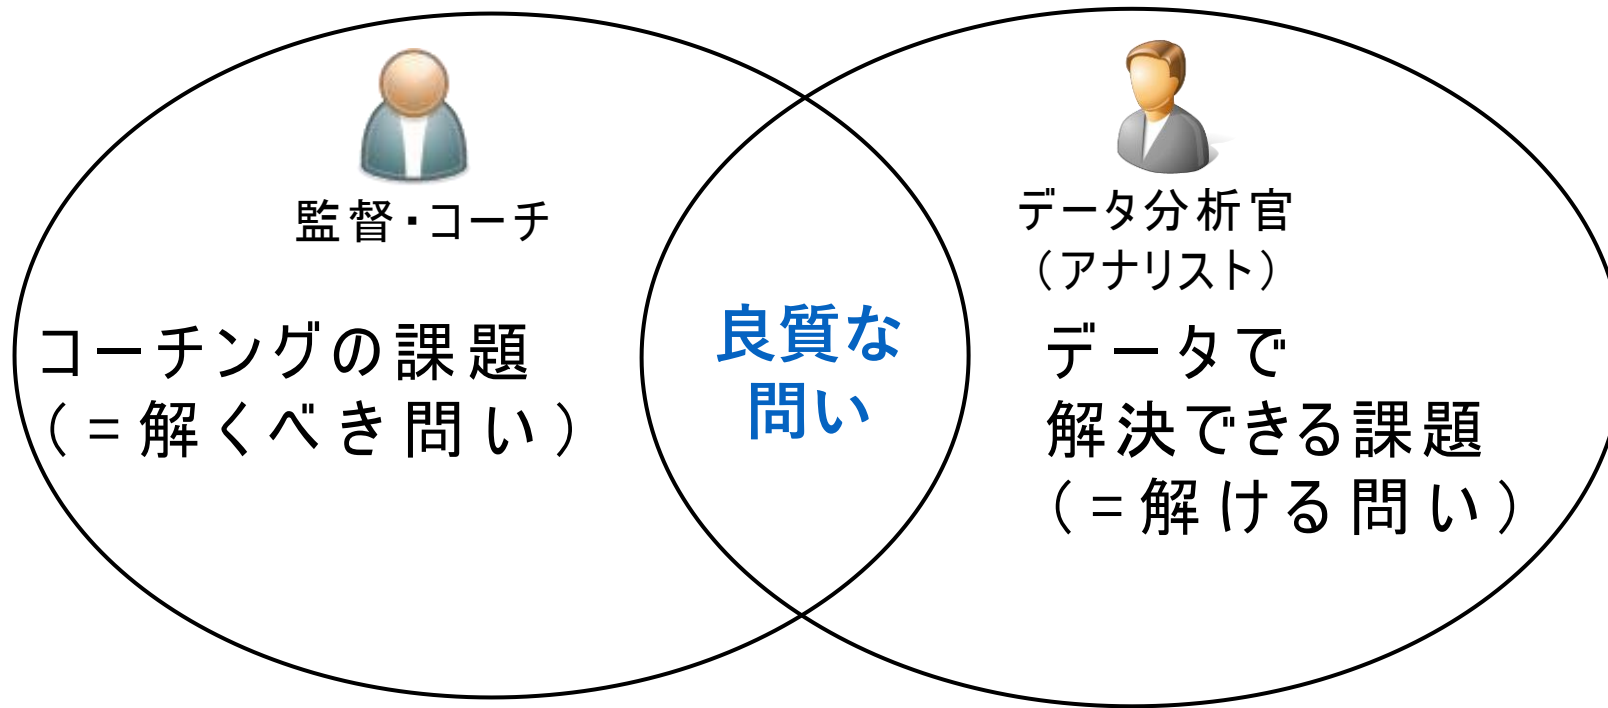 監督・コーチ
コーチングの課題
（=解くべき問い）
良質な
問い
データ分析官
（アナリスト）
データで
解決できる課題
（=解ける問い）